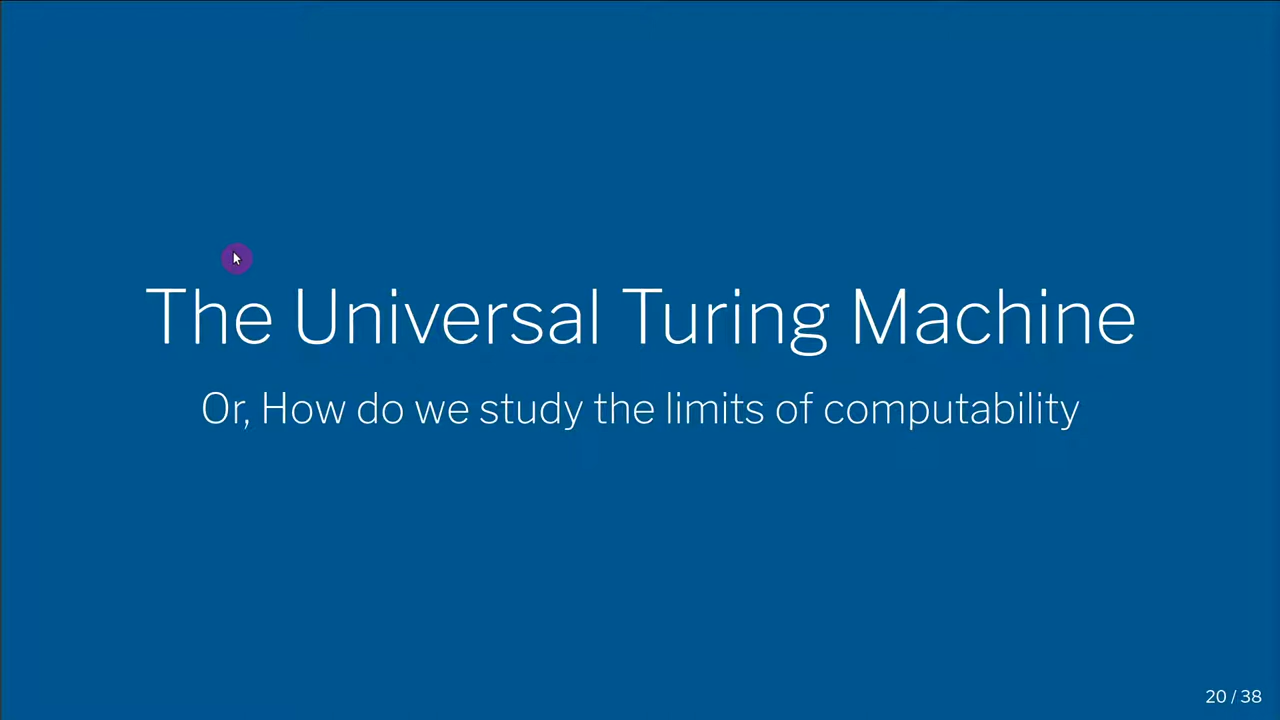 The Universal Turing Machine
Or, How do we study the limits of computability
20 / 38